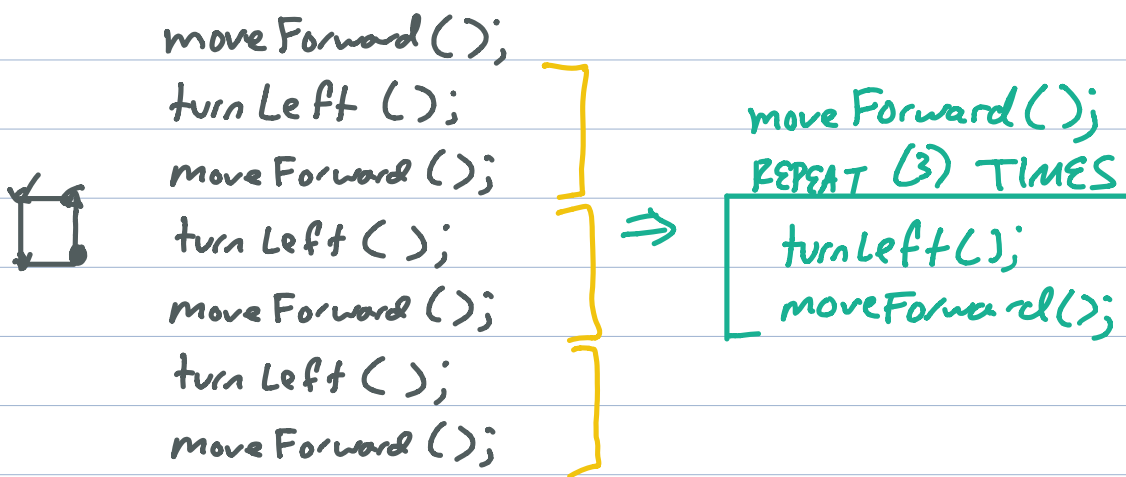 moveForward();
turnLeft();
moveForward();
turnLeft();
moveForward();
turnLeft();
moveForward();
⇒
moveForward();
REPEAT (3) TIMES
turnLeft();
moveForward();